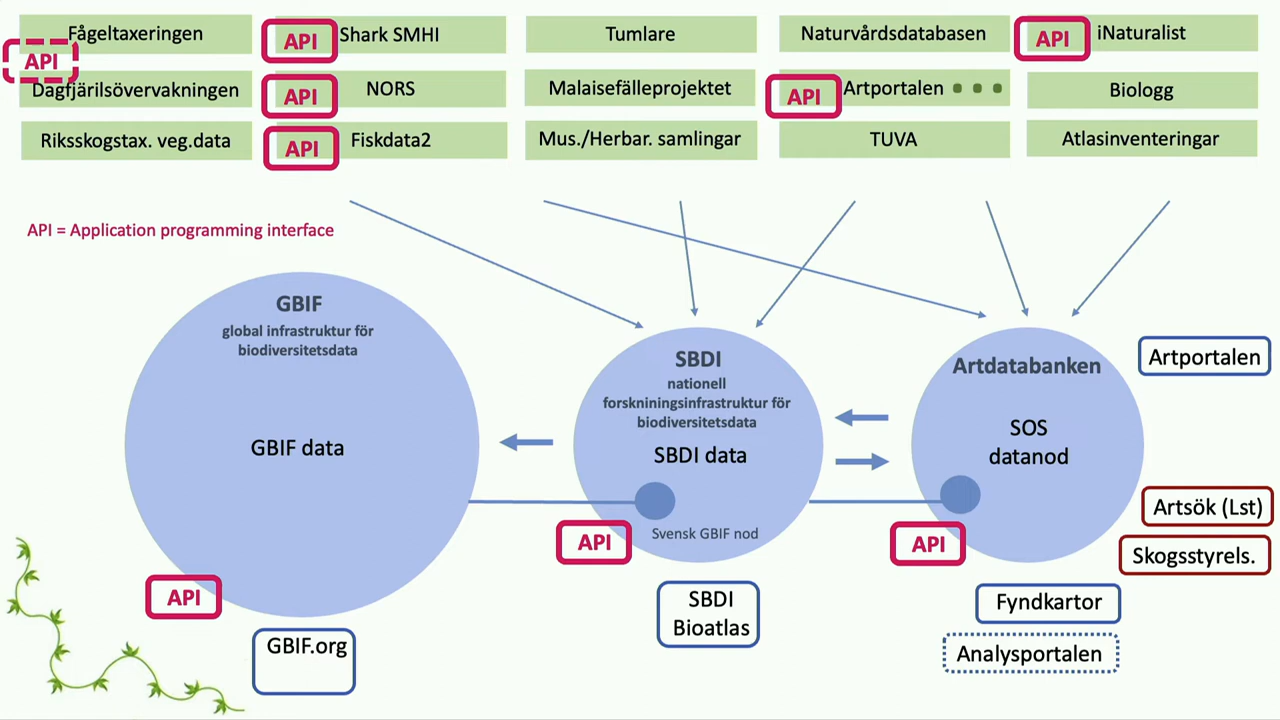 Fågeltaxeringen
API
Shark SMHI
Tumlare
Naturvårdsdatabasen
API
iNaturalist
API
Dagfjärilsövervakningen
API
NORS
Malaisefälleprojektet
API
Artportalen
Biologg
Riksskogstax. veg.data
API
Fiskdata2
Mus./Herbar. samlingar
TUVA
Atlasinventeringar
API = Application programming interface
GBIF
global infrastruktur för
biodiversitetsdata
GBIF data
API
GBIF.org
SBDI
nationell
forskniningsinfrastruktur för
biodiversitetsdata
SBDI data
Svensk GBIF nod
API
SBDI
Bioatlas
Artdatabanken
SOS
datanod
API
Artportalen
Artsök (Lst)
Skogsstyrels.
Fyndkartor
Analysportalen